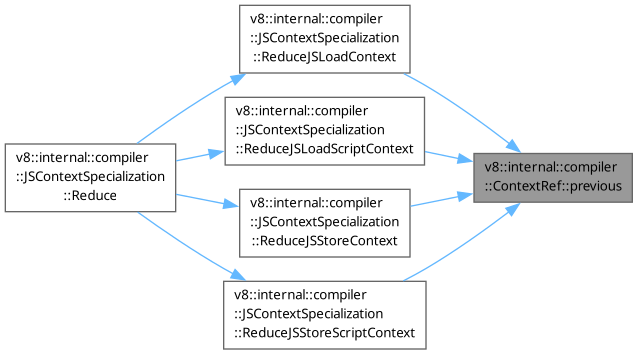 v8::internal::compiler
::JSContextSpecialization
::ReduceJSLoadContext
v8::internal::compiler
::JSContextSpecialization
::ReduceJSLoadScriptContext
v8::internal::compiler
::JSContextSpecialization
::Reduce
v8::internal::compiler
::ContextRef::previous
v8::internal::compiler
::JSContextSpecialization
::ReduceJSStoreContext
v8::internal::compiler
::JSContextSpecialization
::ReduceJSStoreScriptContext